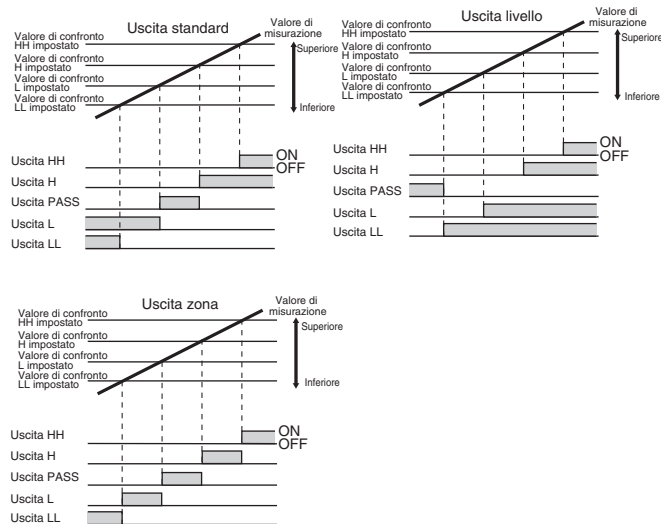 Uscita standard
Valore di
misurazione
Valore di confronto
HH impostato
Valore di confronto
H impostato
Valore di confronto
L impostato
Valore di confronto
LL impostato
Superiore
Inferiore
Uscita HH
ON
OFF
Uscita H
Uscita PASS
Uscita L
Uscita LL
Uscita livello
Valore di
misurazione
Valore di confronto
HH impostato
Valore di confronto
H impostato
Valore di confronto
L impostato
Valore di confronto
LL impostato
Superiore
Inferiore
Uscita HH
ON
OFF
Uscita H
Uscita PASS
Uscita L
Uscita LL
Uscita zona
Valore di
misurazione
Valore di confronto
HH impostato
Valore di confronto
H impostato
Valore di confronto
L impostato
Valore di confronto
LL impostato
Superiore
Inferiore
Uscita HH
ON
OFF
Uscita H
Uscita PASS
Uscita L
Uscita LL